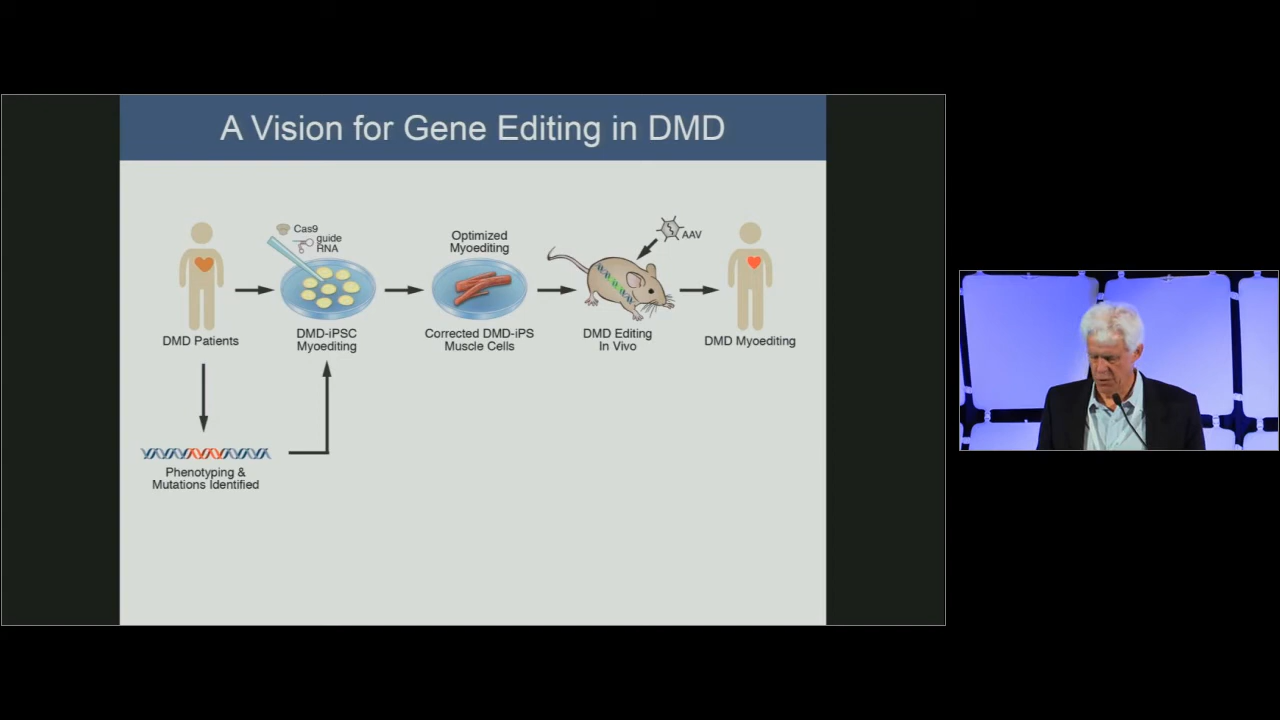 A Vision for Gene Editing in DMD
Cas9
guide
RNA
Optimized
Myoediting
AAV
DMD Patients
DMD-iPSC
Myoediting
Corrected DMD-iPS
Muscle Cells
DMD Editing
In Vivo
DMD Myoediting
Phenotyping &
Mutations Identified